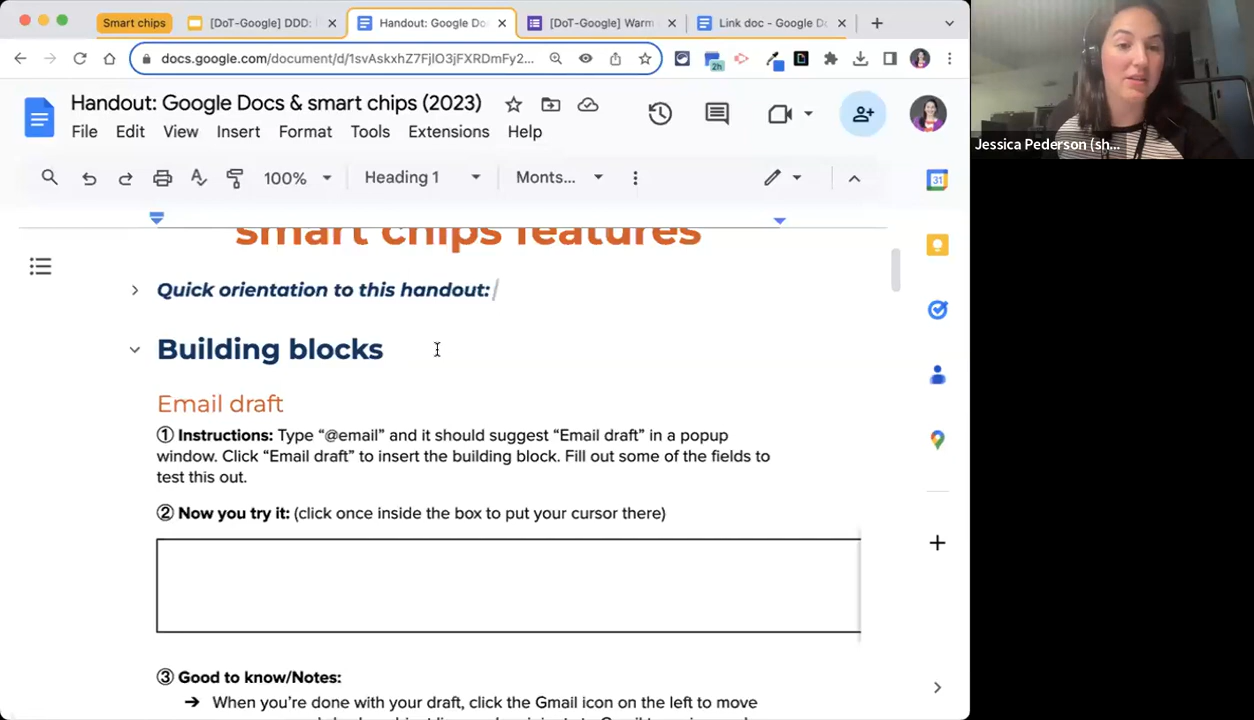 Smart chips
[DoT-Google] DDD:
Handout: Google Do
[DoT-Google] Warm
Link doc - Google Do
docs.google.com/document/d/1svAskxhZ7FjlO3jFXRDmFy2...
2h
Handout: Google Docs & smart chips (2023)
File Edit View Insert Format Tools Extensions Help
100% Heading 1 Monts...
31
smart chips features
Quick orientation to this handout:
Building blocks
Email draft
① Instructions: Type “@email” and it should suggest “Email draft” in a popup
window. Click “Email draft” to insert the building block. Fill out some of the fields to
test this out.
② Now you try it: (click once inside the box to put your cursor there)
③ Good to know/Notes:
➔ When you're done with your draft, click the Gmail icon on the left to move
Jessica Pederson (sh...